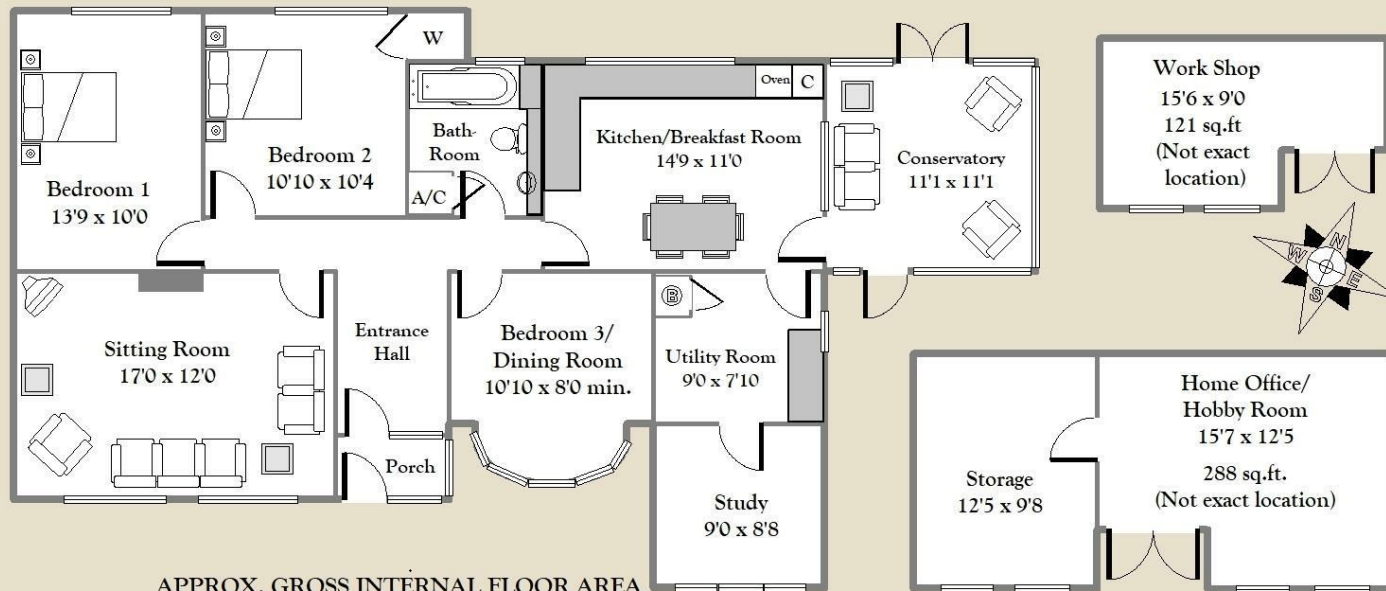 W
Bedroom 1
13'9 x 10'0
Bedroom 2
10'10 x 10'4
Bath-
Room
A/C
Oven
C
Kitchen/Breakfast Room
14'9 x 11'0
Conservatory
11'1 x 11'1
Work Shop
15'6 x 9'0
121 sq.ft
(Not exact
location)
N
W
E
S
Sitting Room
17'0 x 12'0
Entrance
Hall
Porch
Bedroom 3/
Dining Room
10'10 x 8'0 min.
B
Utility Room
9'0 x 7'10
Study
9'0 x 8'8
Storage
12'5 x 9'8
Home Office/
Hobby Room
15'7 x 12'5
288 sq.ft.
(Not exact location)
APPROX. GROSS INTERNAL FLOOR AREA